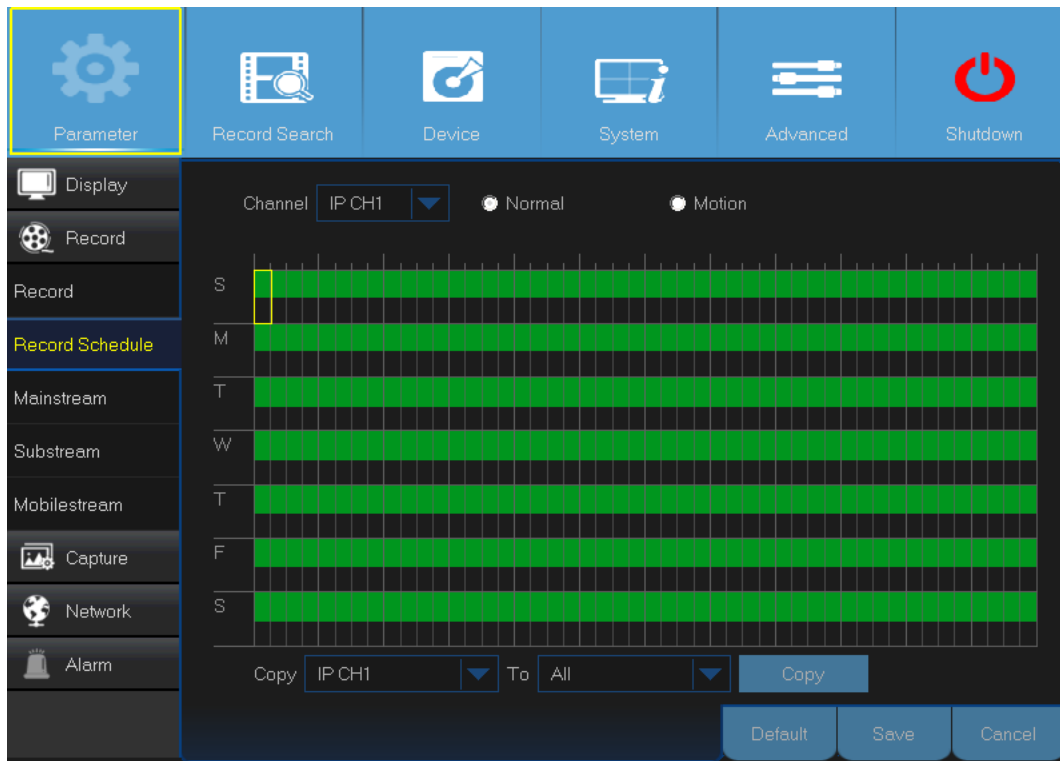 Parameter Record Search Device System Advanced Shutdown
Display
Record
Record
Record Schedule
Mainstream
Substream
Mobilestream
Capture
Network
Alarm
Channel IP CH1 Normal Motion
S
M
T
W
T
F
S
Copy IP CH1 To All Copy
Default Save Cancel